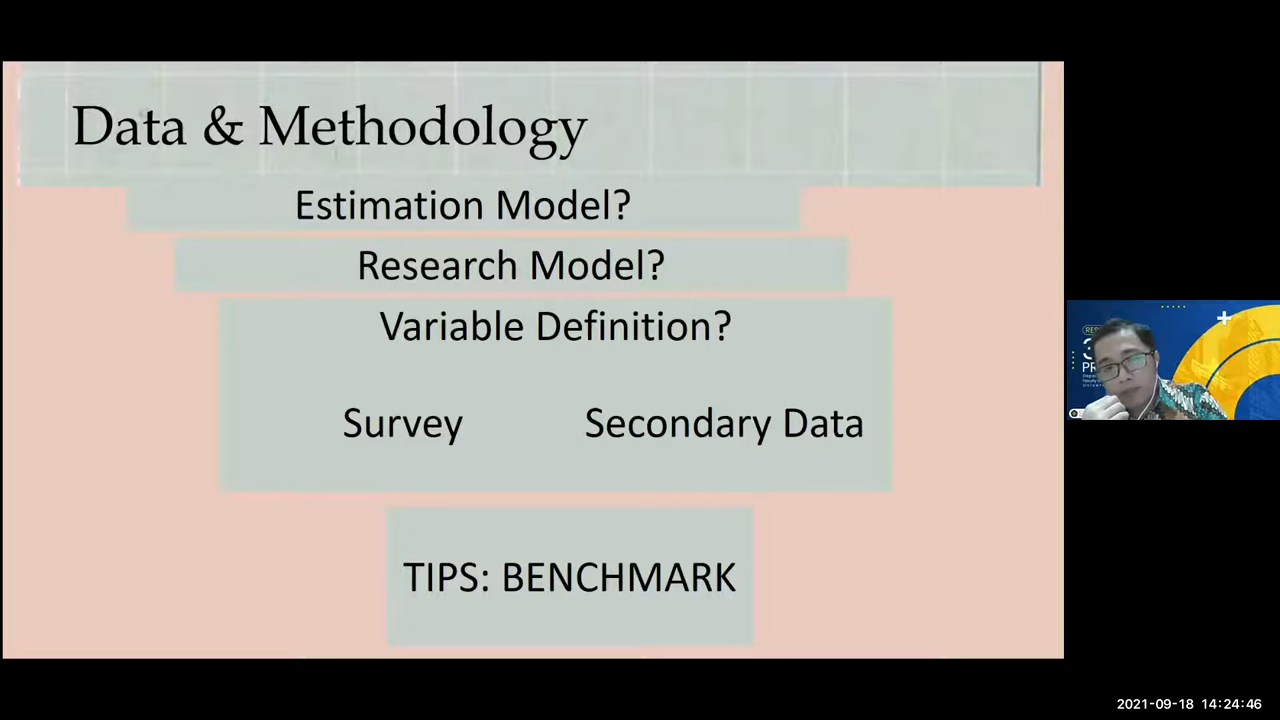 Data & Methodology
Estimation Model?
Research Model?
Variable Definition?
Survey
Secondary Data
TIPS: BENCHMARK
2021-09-18 14:24:46